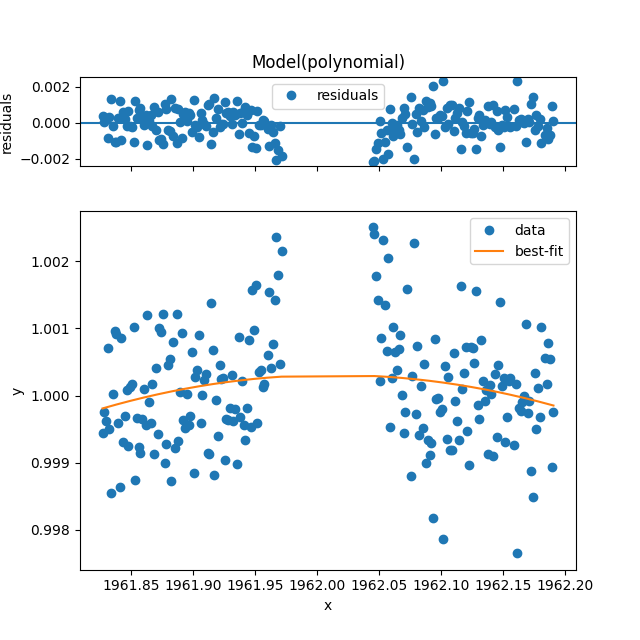 Model(polynomial)
residuals
0.002
0.000
−0.002
residuals
data
best-fit
y
1.002
1.001
1.000
0.999
0.998
1961.85 1961.90 1961.95 1962.00 1962.05 1962.10 1962.15 1962.20
x